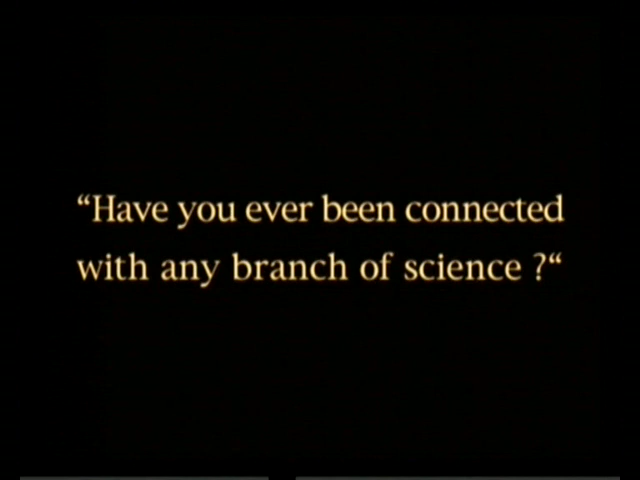 “Have you ever been connected
with any branch of science ?“